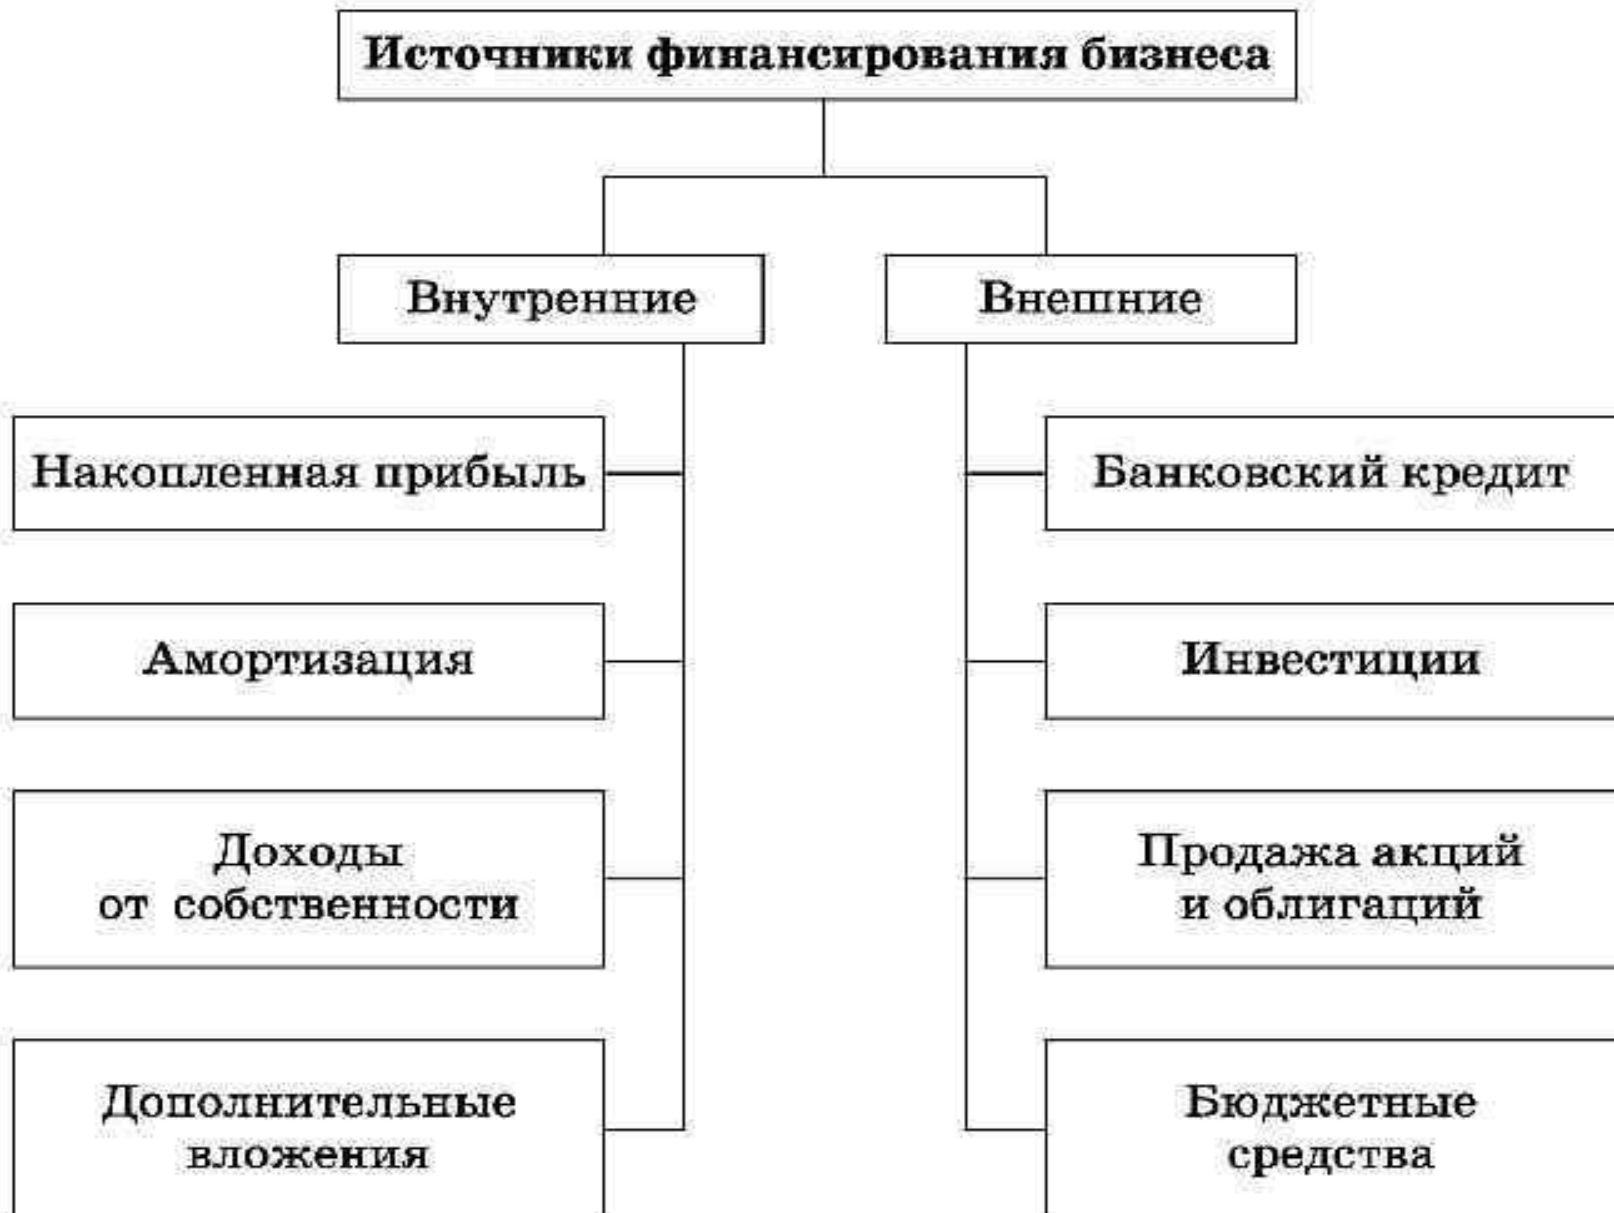 Источники финансирования бизнеса
Внутренние
Внешние
Накопленная прибыль
Банковский кредит
Амортизация
Инвестиции
Доходы
от собственности
Продажа акций
и облигаций
Дополнительные
вложения
Бюджетные
средства